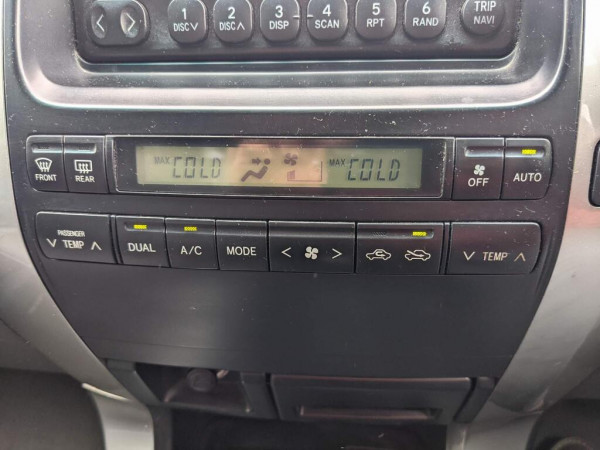 1 2 3 4 5 6 TRIP
DISC∨ DISC∧ DISP SCAN RPT RAND NAVI
MAX COLD MAX COLD
FRONT REAR OFF AUTO
PASSENGER
∨ TEMP ∧ DUAL A/C MODE < > ∨ TEMP ∧